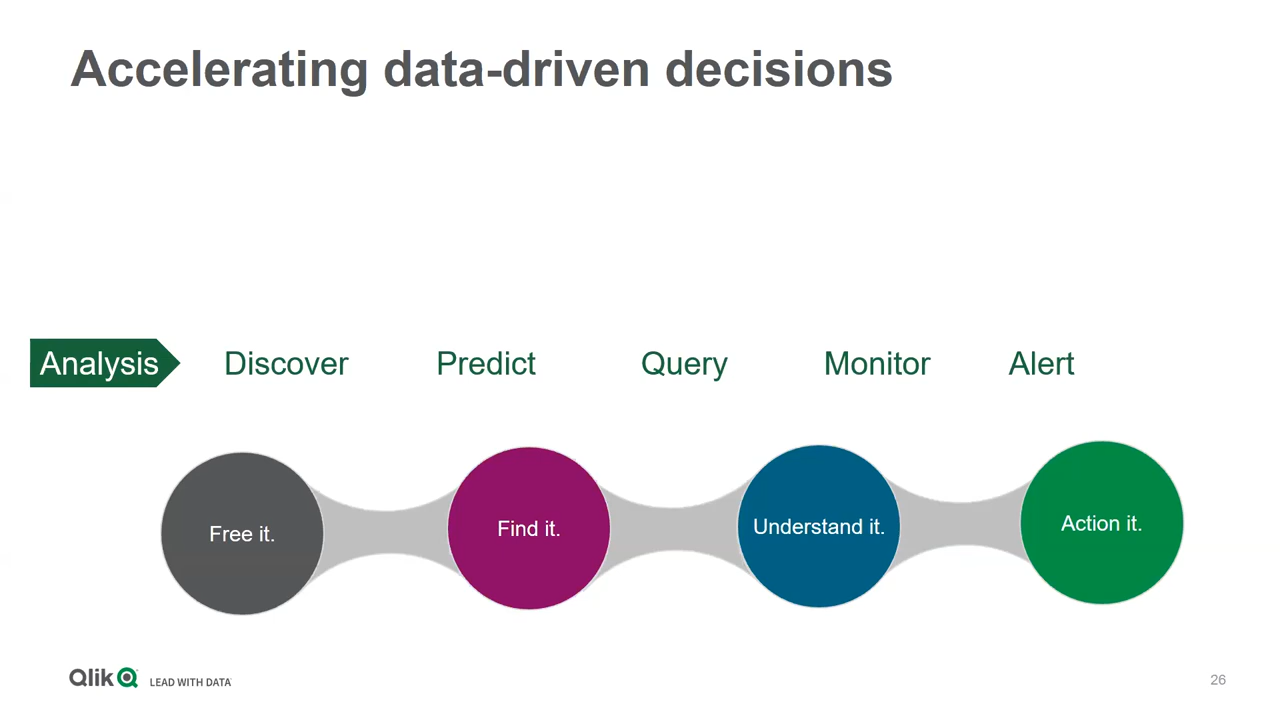 Accelerating data-driven decisions
Analysis Discover Predict Query Monitor Alert
Free it. Find it. Understand it. Action it.
Qlik LEAD WITH DATA
26